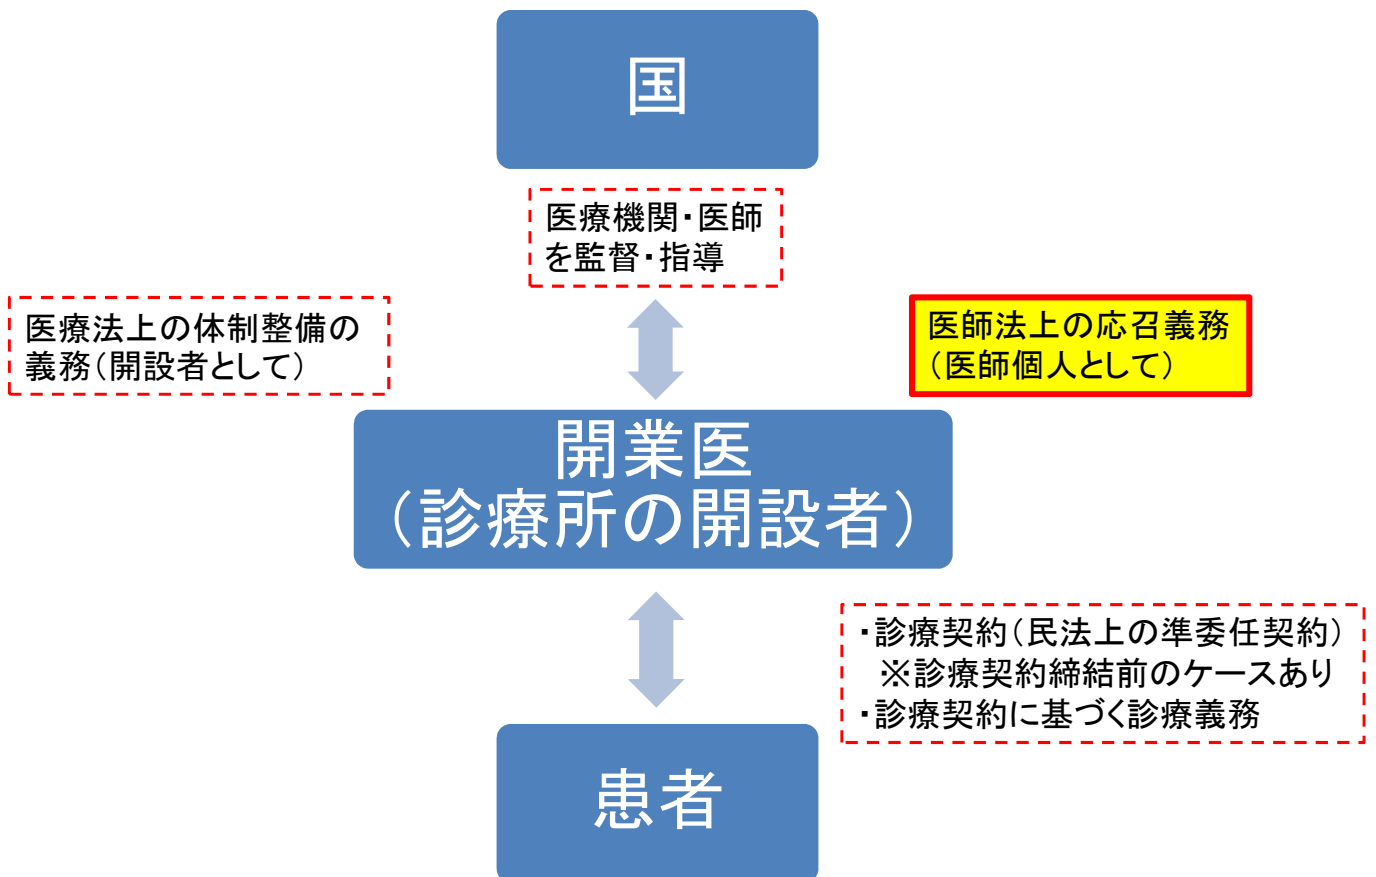 国
医療機関・医師
を監督・指導
医療法上の体制整備の
義務（開設者として）
医師法上の応召義務
（医師個人として）
開業医
（診療所の開設者）
・診療契約（民法上の準委任契約）
※診療契約締結前のケースあり
・診療契約に基づく診療義務
患者